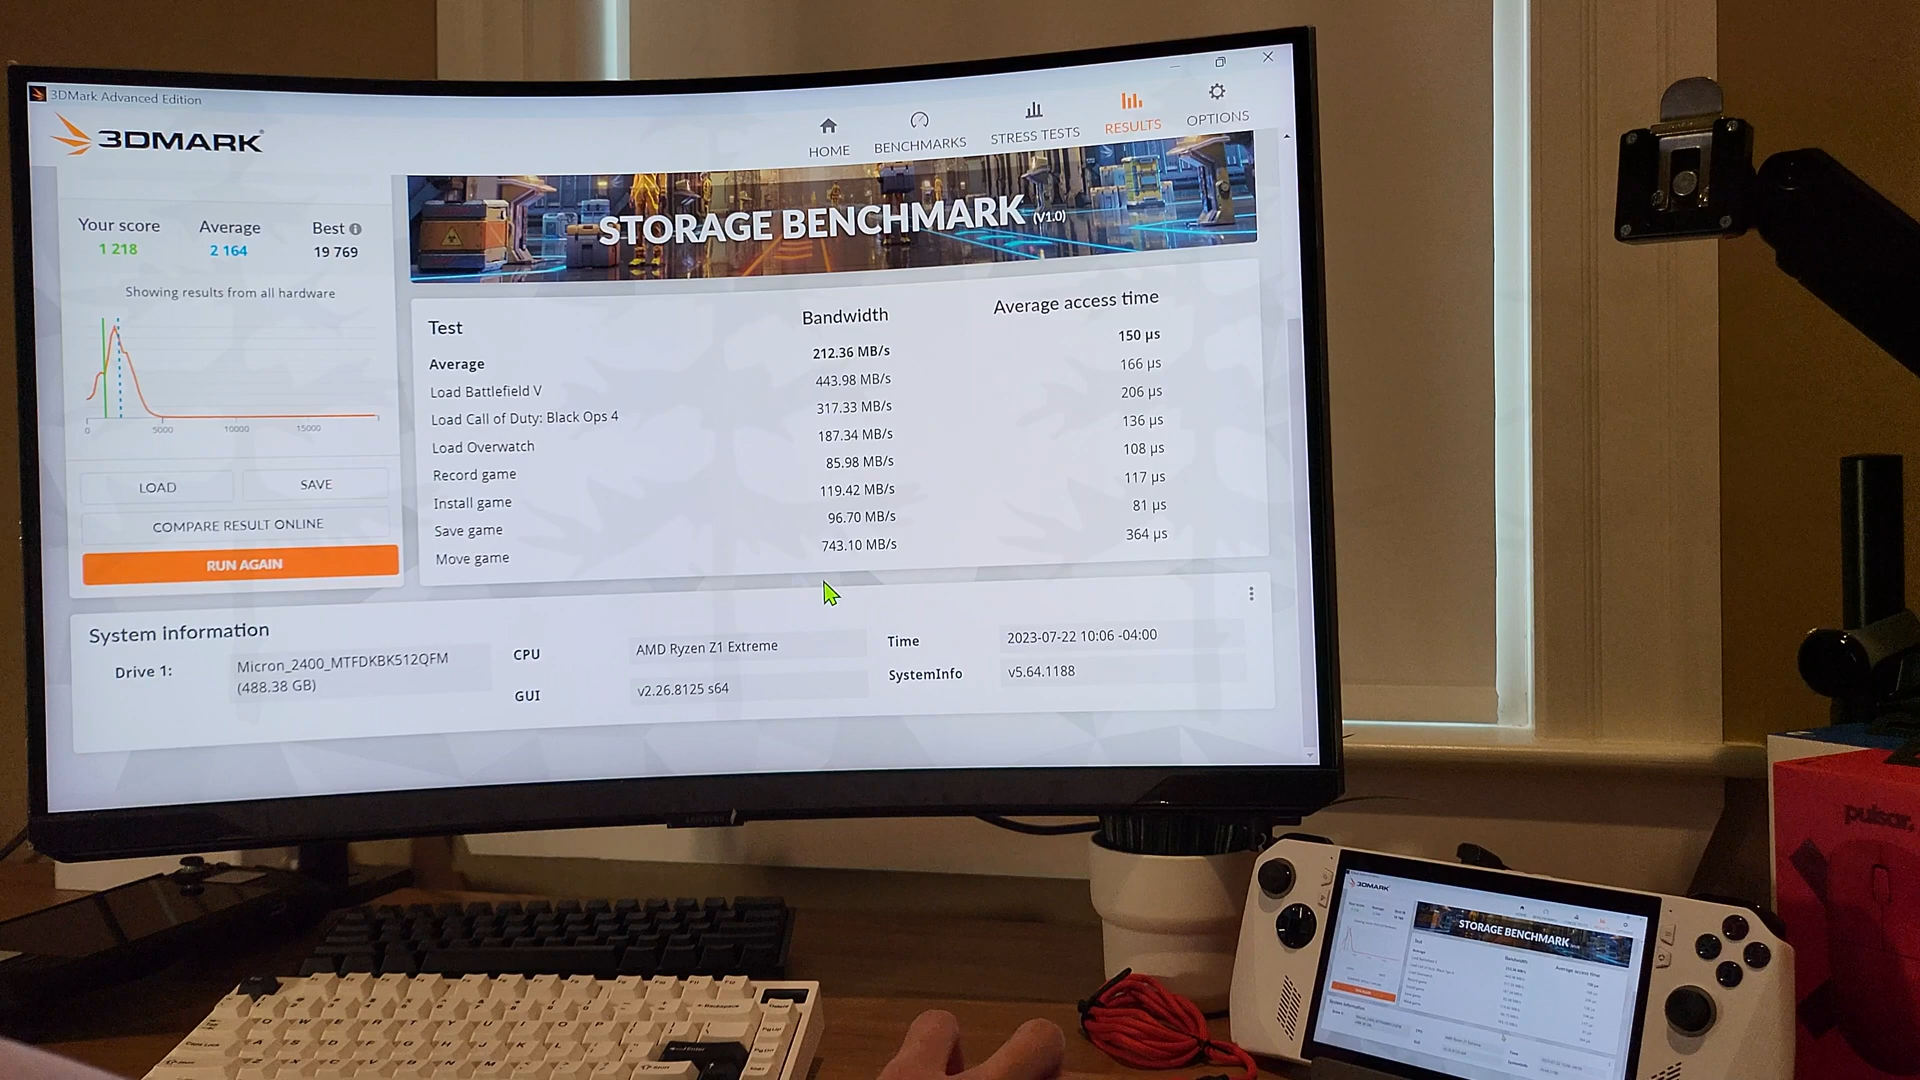 3DMark Advanced Edition
3DMARK
HOME
BENCHMARKS
STRESS TESTS
RESULTS
OPTIONS
Your score
Average
Best
1 218
2 164
19 769
Showing results from all hardware
0
5000
10000
15000
LOAD
SAVE
COMPARE RESULT ONLINE
RUN AGAIN
STORAGE BENCHMARK (V1.0)
Test Bandwidth Average access time
Average 212.36 MB/s 150 µs
Load Battlefield V 443.98 MB/s 166 µs
Load Call of Duty: Black Ops 4 317.33 MB/s 206 µs
Load Overwatch 187.34 MB/s 136 µs
Record game 85.98 MB/s 108 µs
Install game 119.42 MB/s 117 µs
Save game 96.70 MB/s 81 µs
Move game 743.10 MB/s 364 µs
System information
Drive 1: Micron_2400_MTFDKBK512QFM
(488.38 GB)
CPU AMD Ryzen Z1 Extreme
GUI v2.26.8125 s64
Time 2023-07-22 10:06 -04:00
SystemInfo v5.64.1188
SAMSUNG
pulsar
3DMARK
STORAGE BENCHMARK